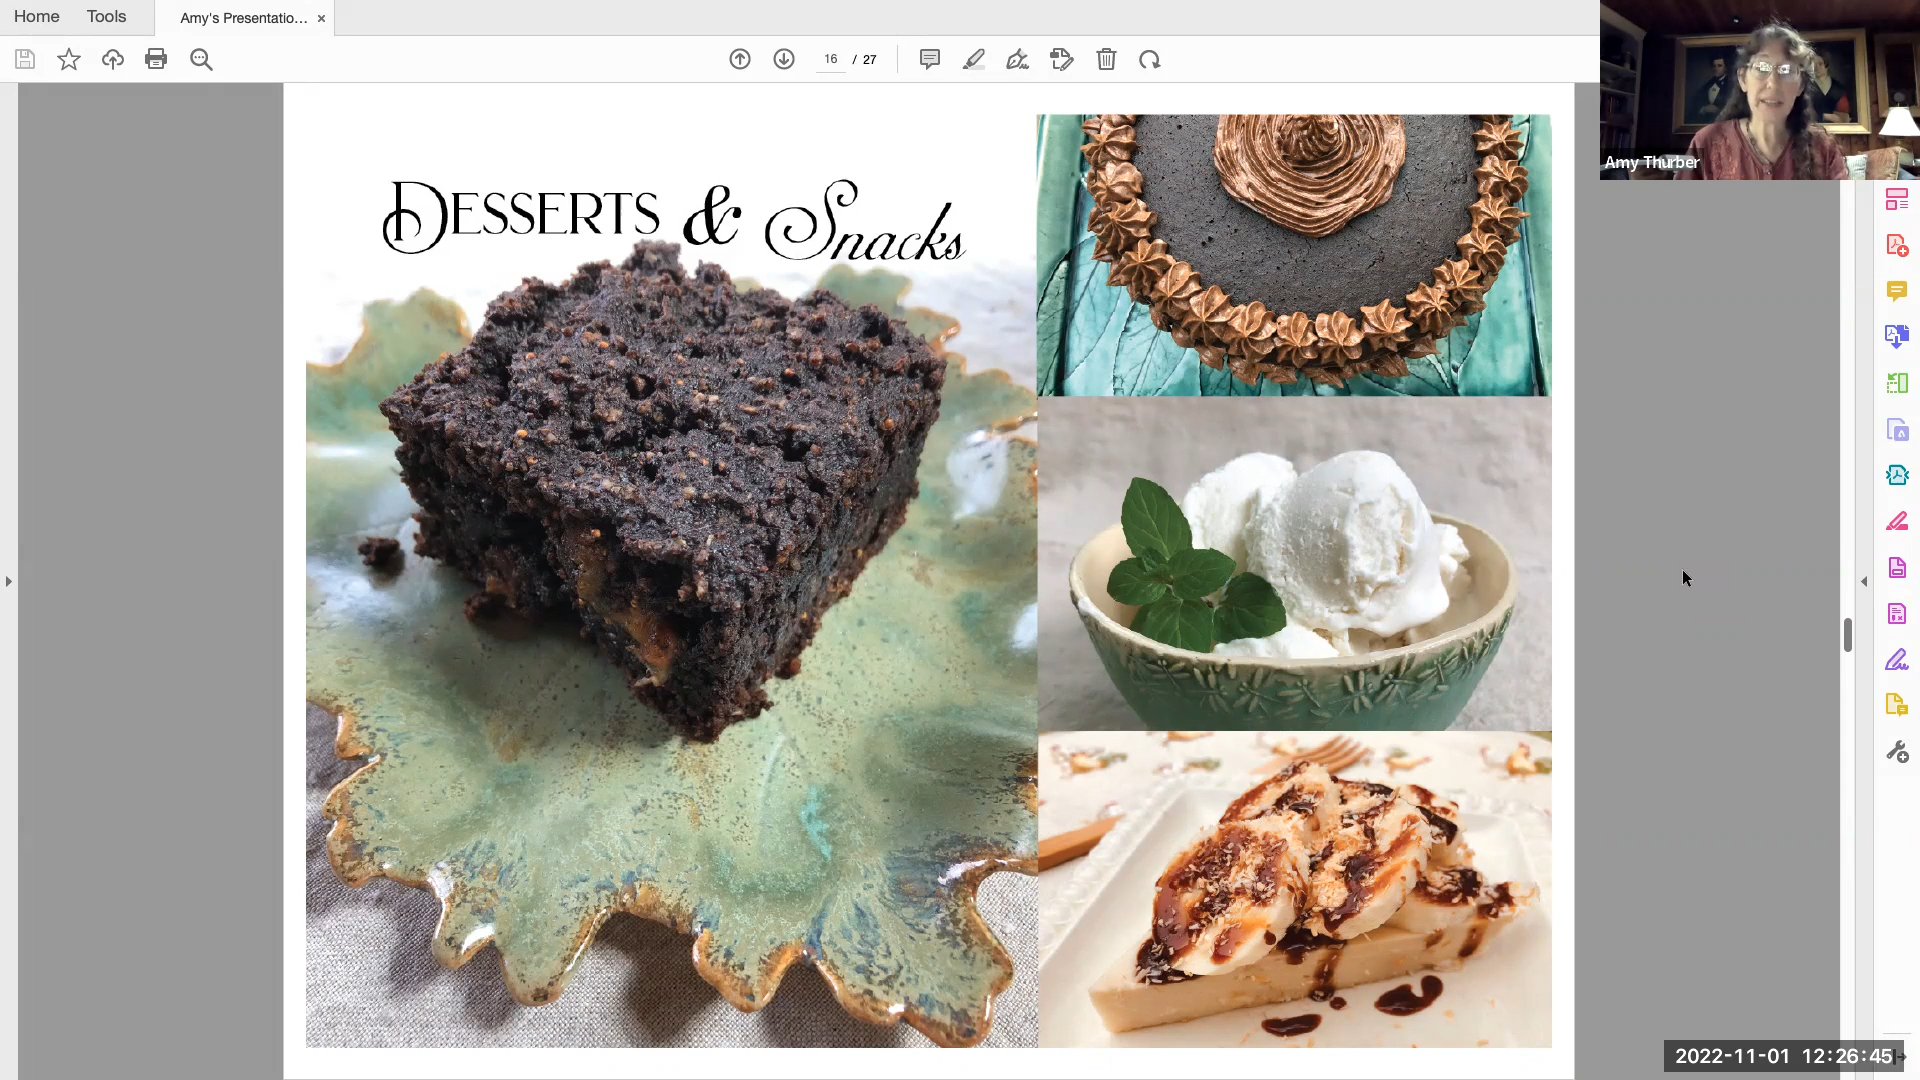 Home Tools Amy's Presentatio... ×
16 / 27
Amy Thurber
DESSERTS & Snacks
2022-11-01 12:26:45